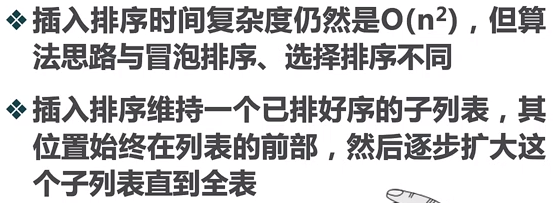 ❖插入排序时间复杂度仍然是O(n²)，但算
法思路与冒泡排序、选择排序不同
❖插入排序维持一个已排好序的子列表，其
位置始终在列表的前部，然后逐步扩大这
个子列表直到全表